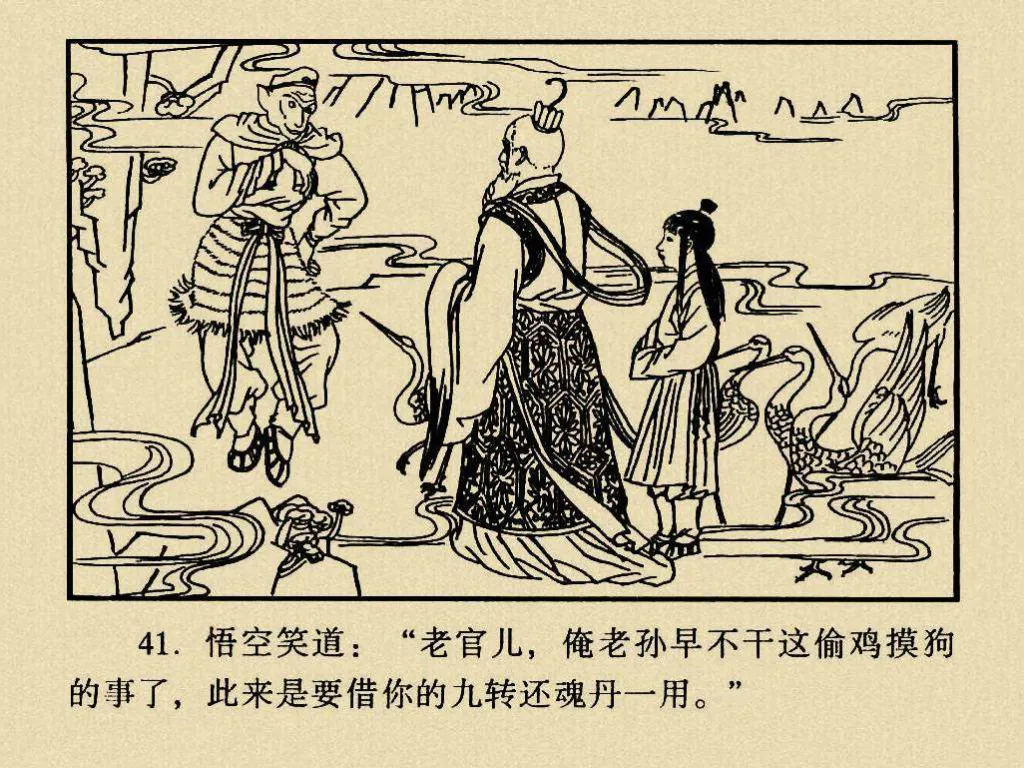 41. 悟空笑道：“老官儿，俺老孙早不干这偷鸡摸狗
的事了，此来是要借你的九转还魂丹一用。”